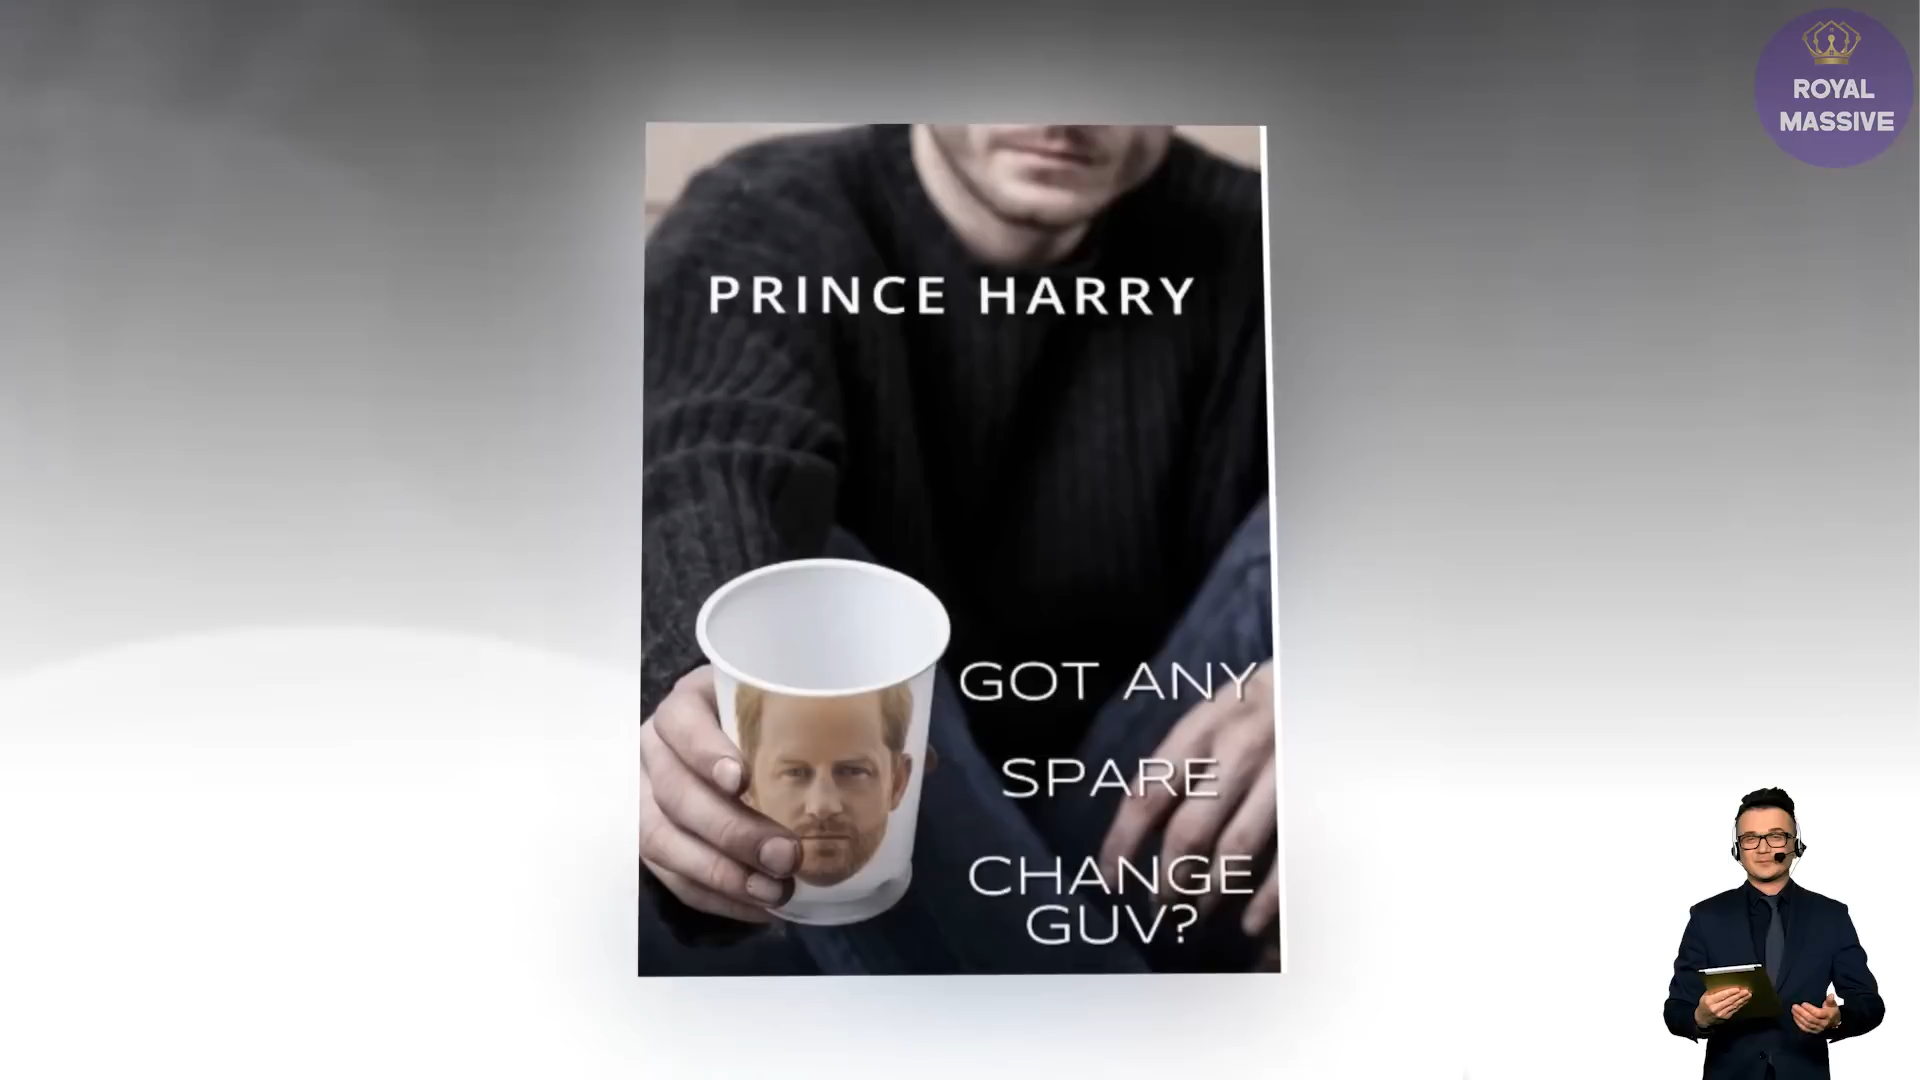 ROYAL
MASSIVE
PRINCE HARRY
GOT ANY
SPARE
CHANGE
GUV?